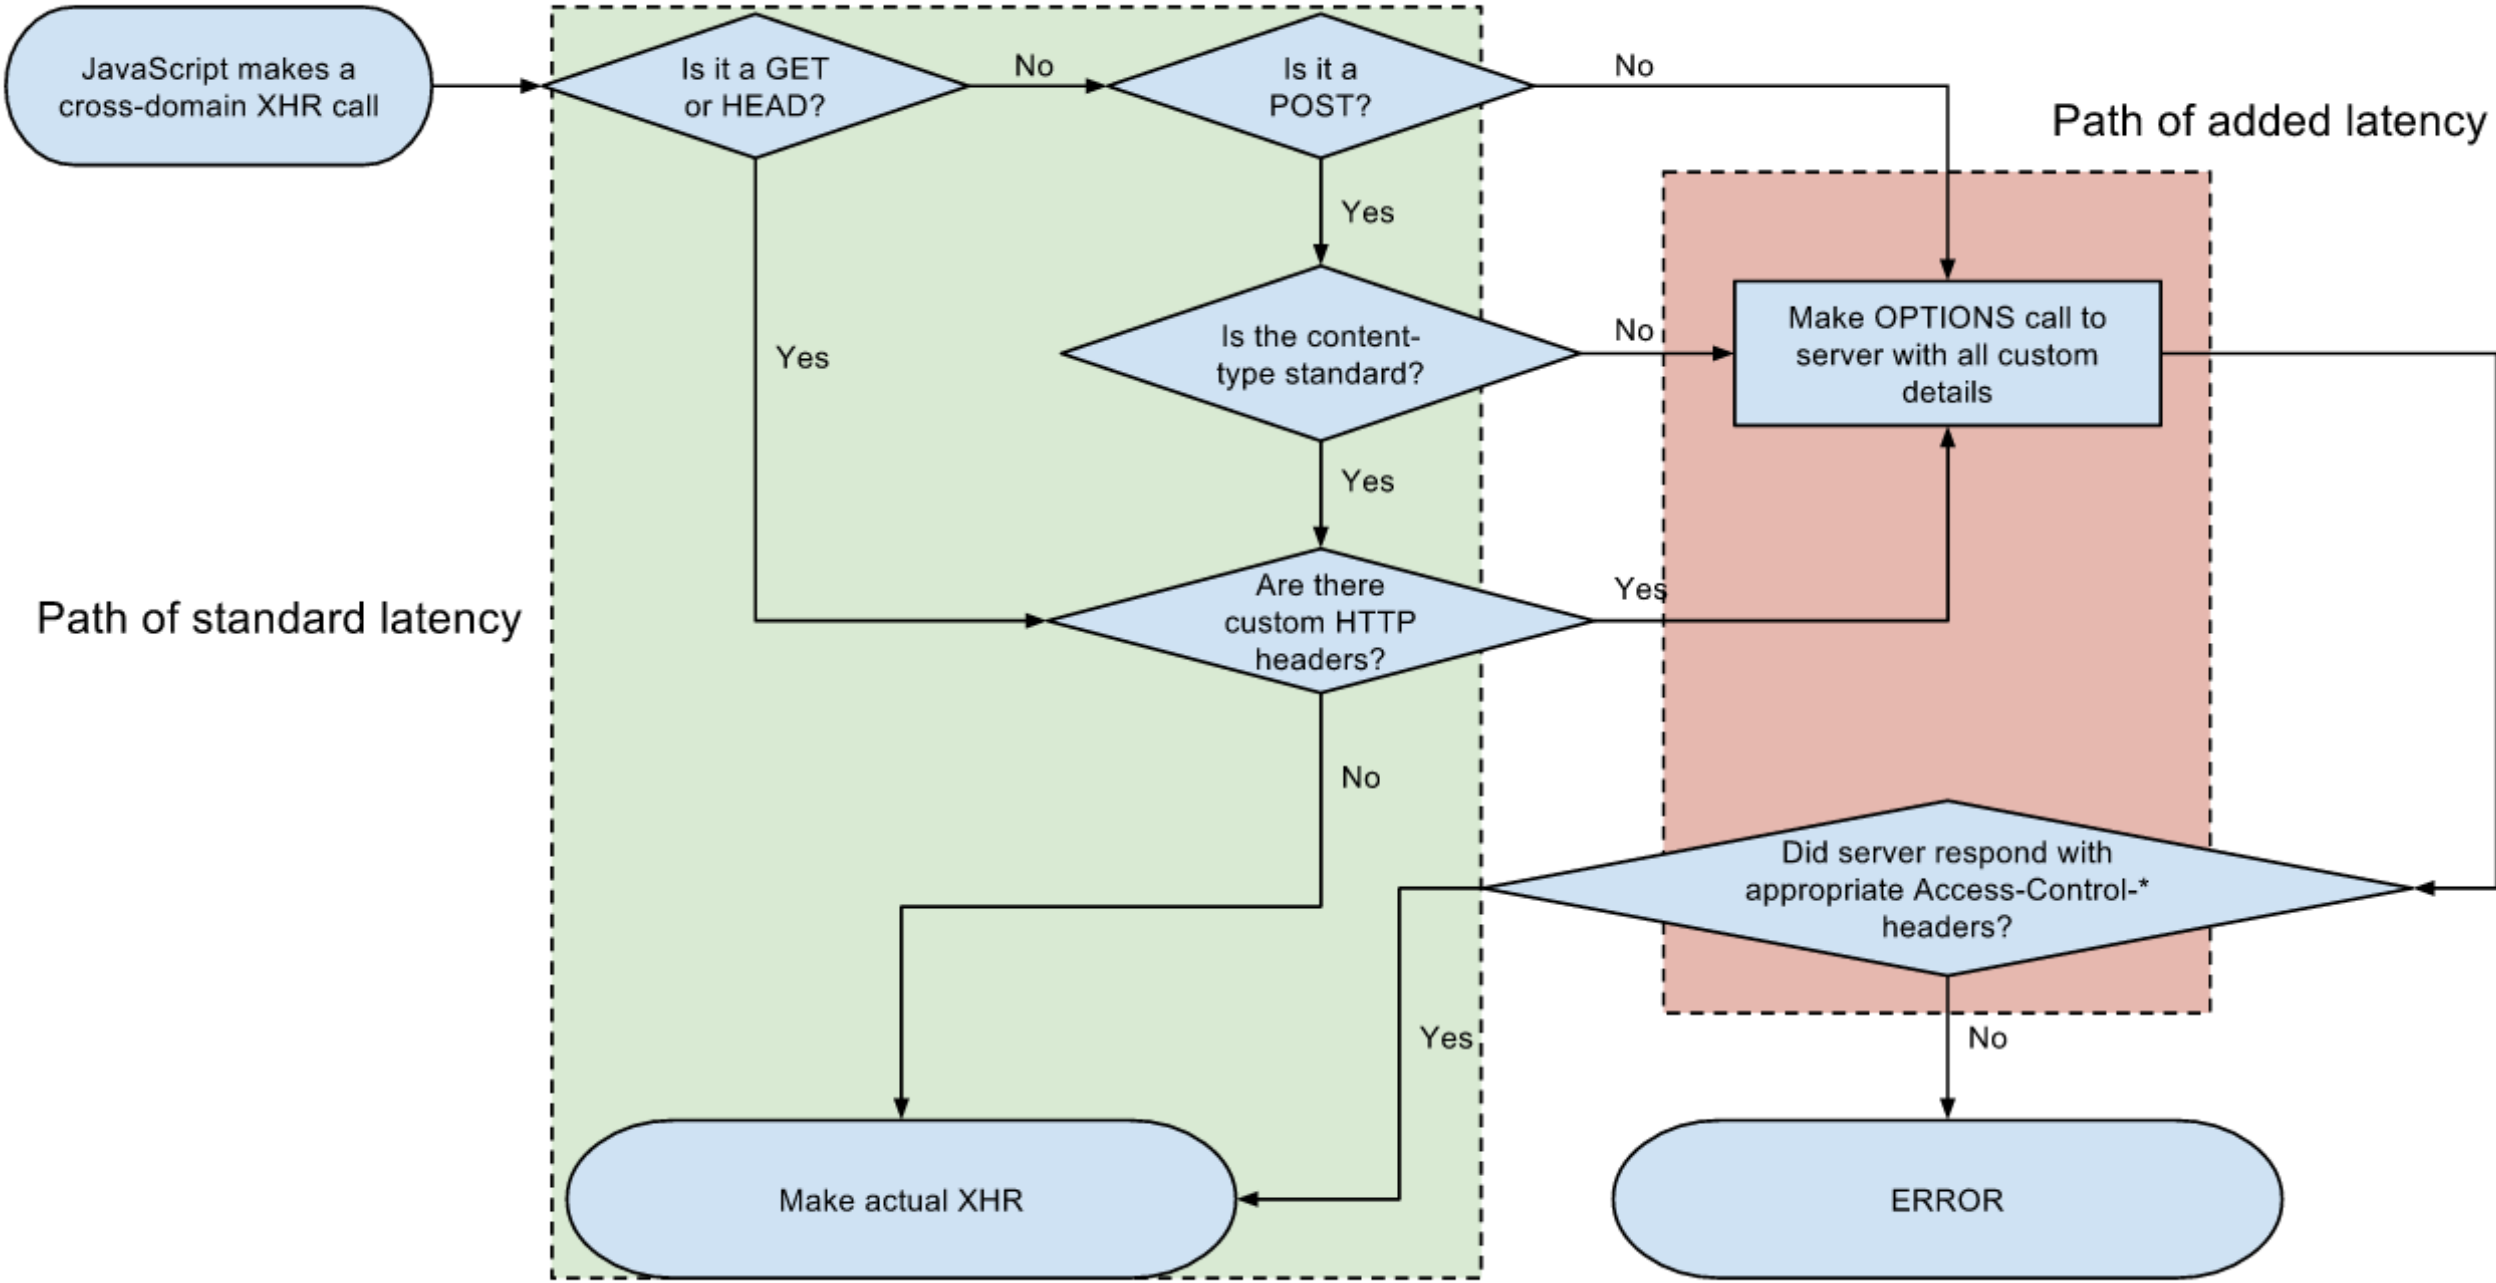 JavaScript makes a
cross-domain XHR call
Is it a GET
or HEAD?
No
Is it a
POST?
No
Path of added latency
Yes
Yes
Is the content-
type standard?
No
Make OPTIONS call to
server with all custom
details
Yes
Path of standard latency
Are there
custom HTTP
headers?
Yes
No
Did server respond with
appropriate Access-Control-*
headers?
Yes
No
Make actual XHR
ERROR